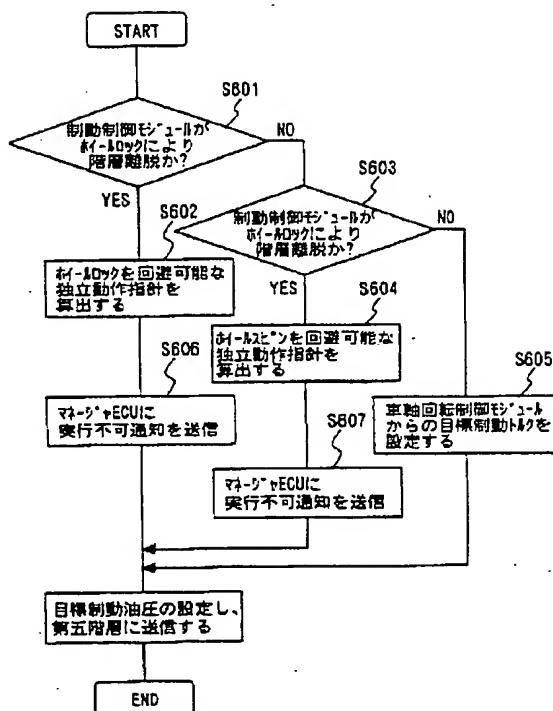 START
S601
制動制御モジュールが
ホイールロックにより
階層離脱か?
NO
YES
S603
制動制御モジュールが
ホイールロックにより
階層離脱か?
NO
YES
S602
ホイールロックを回避可能な
独立動作指針を
算出する
S604
ホイールスピンを回避可能な
独立動作指針を
算出する
S605
車軸回転制御モジュール
からの目標制動トルクを
設定する
S606
マネージャECUに
実行不可通知を送信
S607
マネージャECUに
実行不可通知を送信
目標制動油圧の設定し、
第五階層に送信する
END